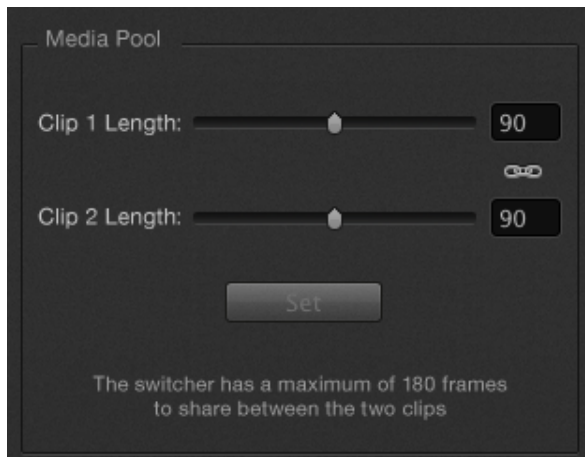 Media Pool
Clip 1 Length: 90
Clip 2 Length: 90
Set
The switcher has a maximum of 180 frames
to share between the two clips